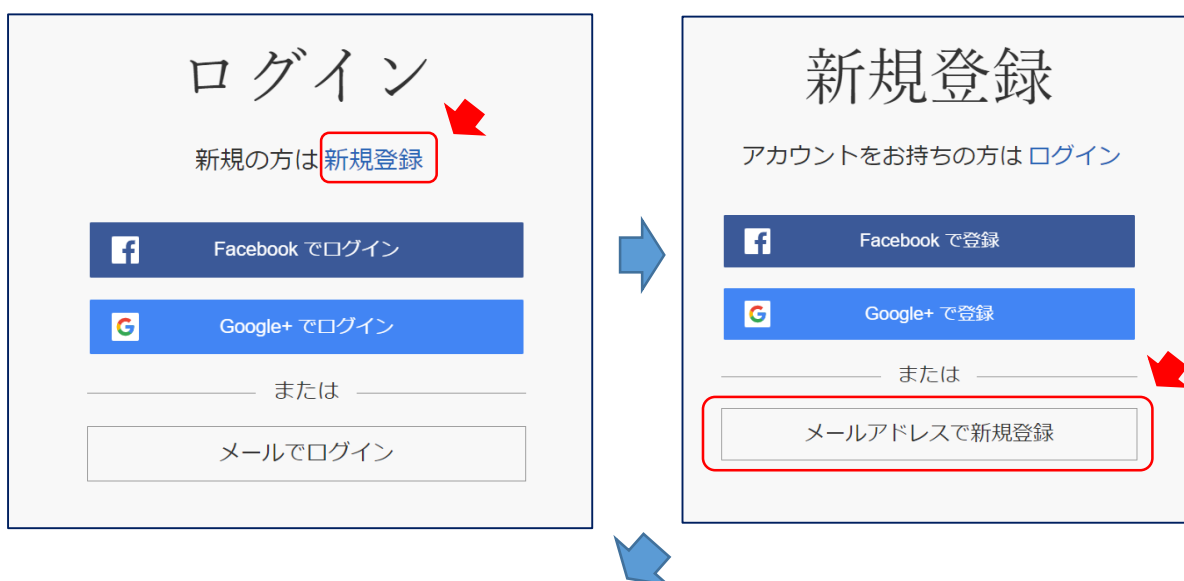 ログイン
新規の方は 新規登録
Facebook でログイン
Google+ でログイン
または
メールでログイン
新規登録
アカウントをお持ちの方は ログイン
Facebook で登録
Google+ で登録
または
メールアドレスで新規登録